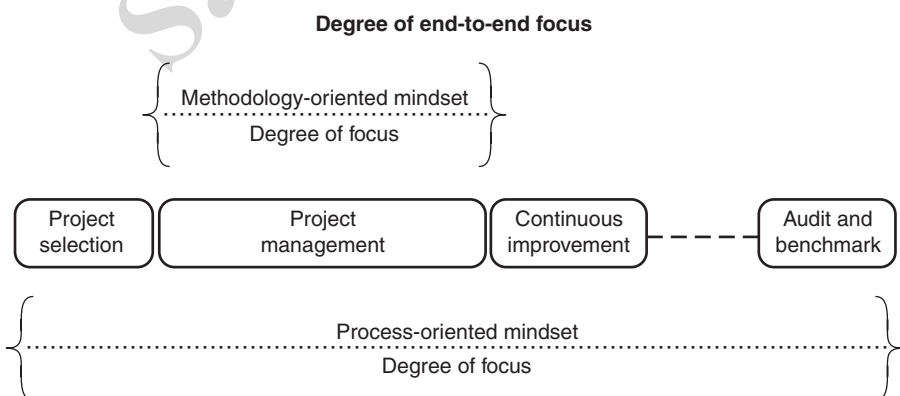 Degree of end-to-end focus
Methodology-oriented mindset
Degree of focus
Project
selection
Project
management
Continuous
improvement
Audit and
benchmark
Process-oriented mindset
Degree of focus